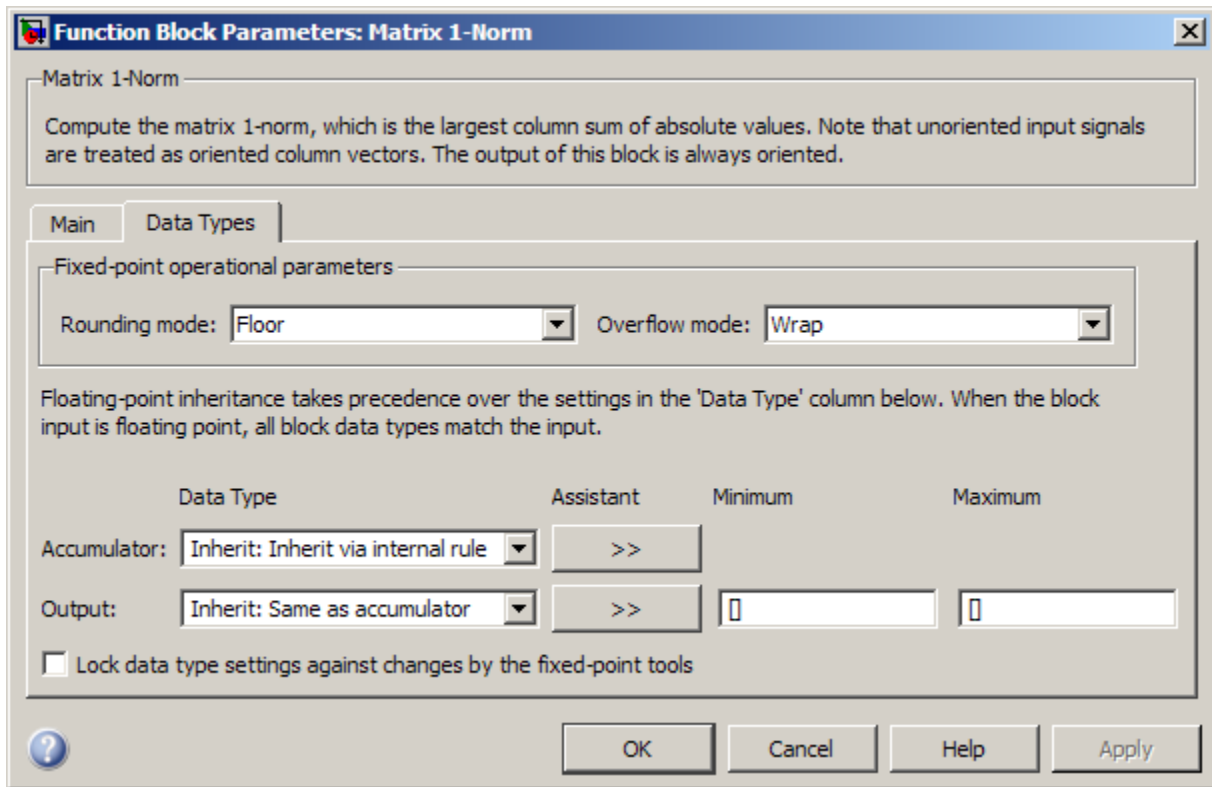 Function Block Parameters: Matrix 1-Norm
Matrix 1-Norm
Compute the matrix 1-norm, which is the largest column sum of absolute values. Note that unoriented input signals
are treated as oriented column vectors. The output of this block is always oriented.
Main Data Types
Fixed-point operational parameters
Rounding mode: Floor Overflow mode: Wrap
Floating-point inheritance takes precedence over the settings in the 'Data Type' column below. When the block
input is floating point, all block data types match the input.
Data Type Assistant Minimum Maximum
Accumulator: Inherit: Inherit via internal rule >>
Output: Inherit: Same as accumulator >> [] []
Lock data type settings against changes by the fixed-point tools
? OK Cancel Help Apply